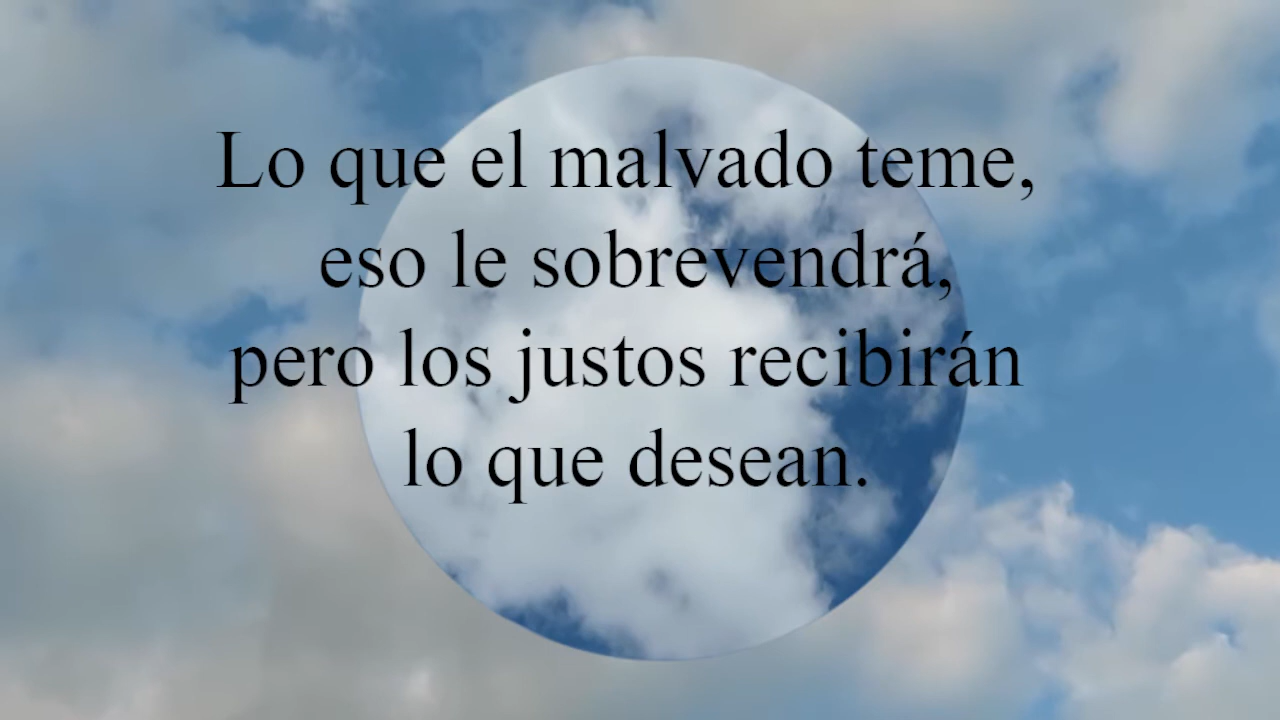 Lo que el malvado teme,
eso le sobrevendrá,
pero los justos recibirán
lo que desean.